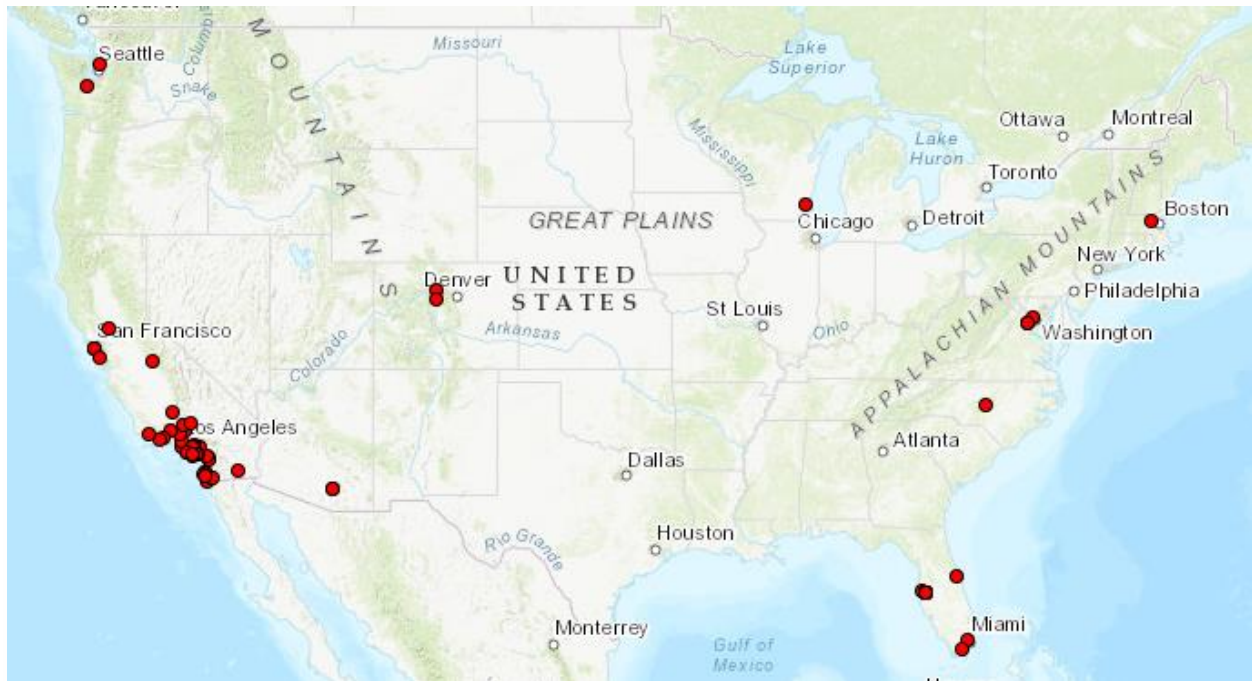 Seattle
Columbi
Snake
Missouri
MOUNTAINS
Lake
Superior
Ottawa
Montreal
Mississippi
Lake
Huron
Toronto
GREAT PLAINS
Chicago
Detroit
Boston
APPALACHIAN MOUNTAINS
New York
Denver
UNITED
STATES
Philadelphia
San Francisco
Arkansas
St Louis
Ohio
Washington
Colorado
Los Angeles
Atlanta
Dallas
Houston
Rio Grande
Monterrey
Miami
Gulf of
Mexico